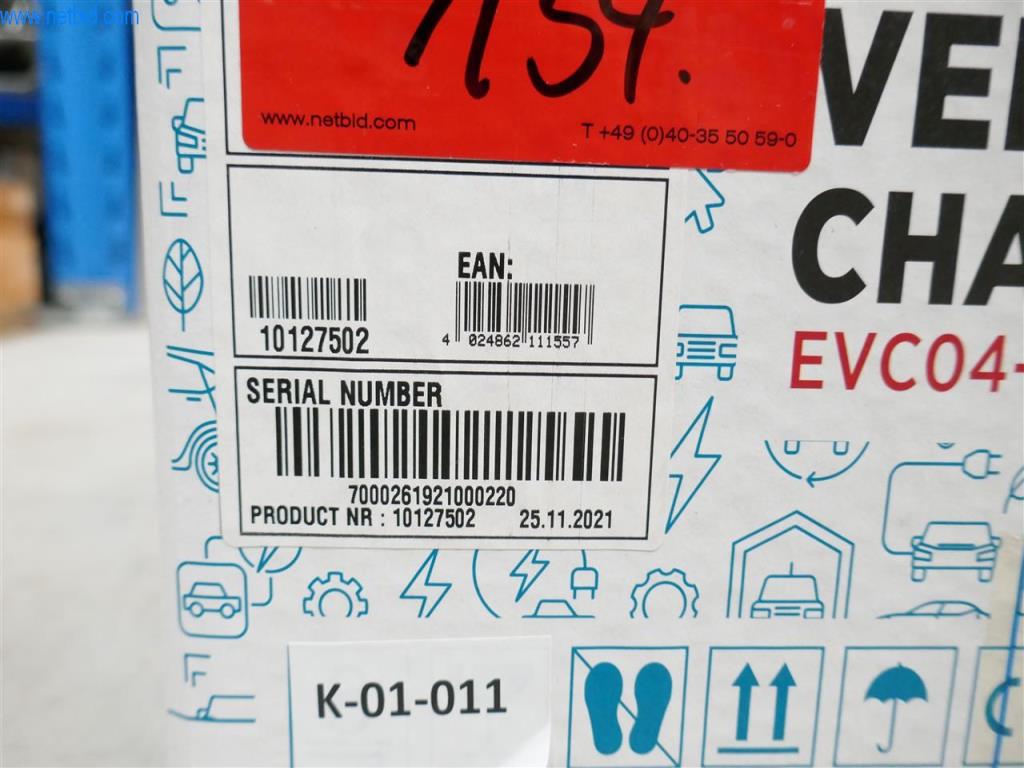 www.netbid.com
1154.
www.netbid.com
T +49 (0)40-35 50 59-0
VE
CHA
EVC04-
EAN:
10127502
4 024862 111557
SERIAL NUMBER
7000261921000220
PRODUCT NR : 10127502 25.11.2021
K-01-011